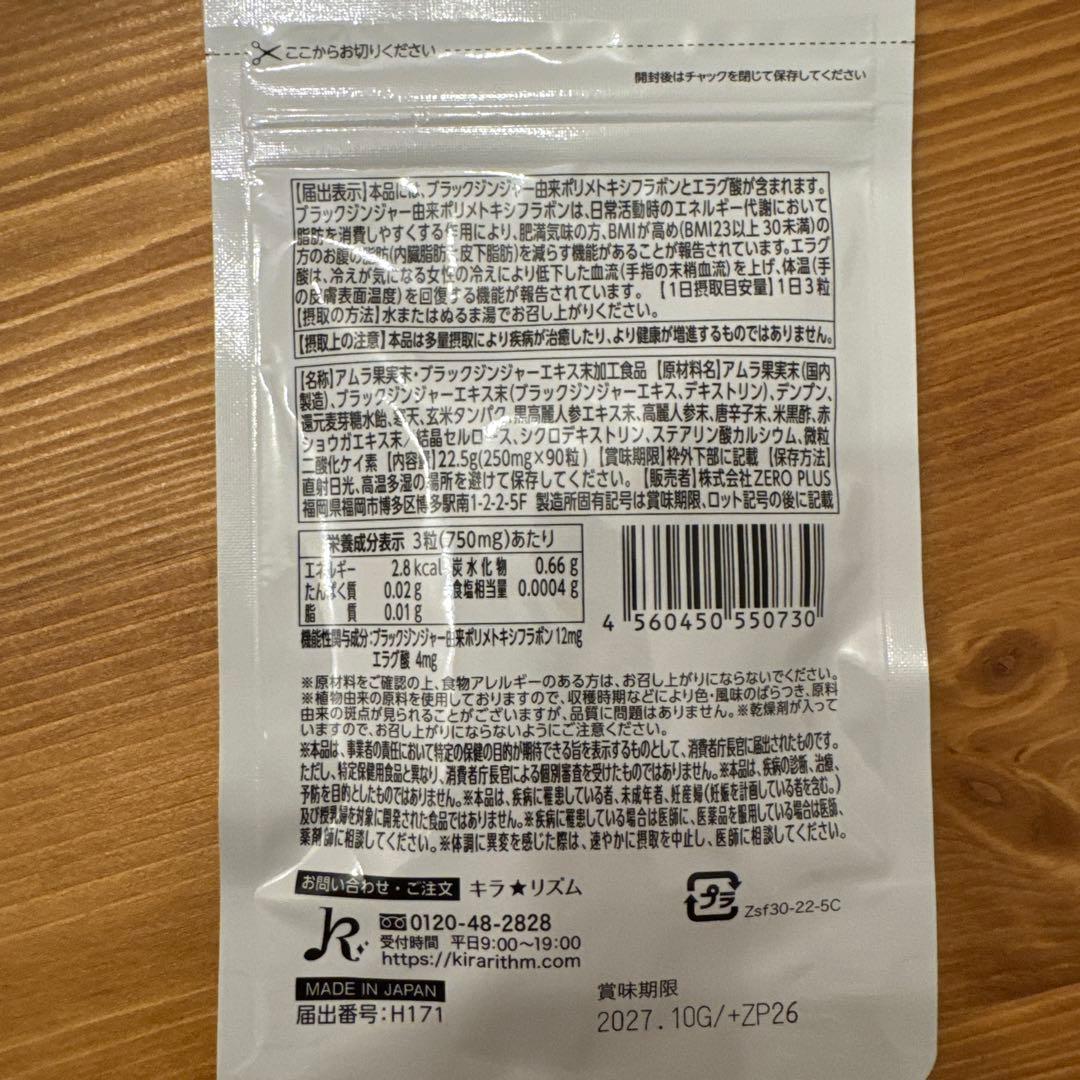 ここからお切りください
開封後はチャックを閉じて保存してください
【届出表示】本品には、ブラックジンジャー由来ポリメトキシフラボンとエラグ酸が含まれます。
ブラックジンジャー由来ポリメトキシフラボンは、日常活動時のエネルギー代謝において
脂肪を消費しやすくする作用により、肥満気味の方、BMIが高め(BMI23以上30未満)の
方のお腹の脂肪(内臓脂肪と皮下脂肪)を減らす機能があることが報告されています。エラグ
酸は、冷えが気になる女性の冷えにより低下した血流(手指の末梢血流)を上げ、体温(手
の皮膚表面温度)を回復する機能が報告されています。【1日摂取目安量】1日3粒
【摂取の方法】水またはぬるま湯でお召し上がりください。
【摂取上の注意】本品は多量摂取により疾病が治癒したり、より健康が増進するものではありません。
【名称】アムラ果実末・ブラックジンジャーエキス末加工食品 【原材料名】アムラ果実末(国内
製造)、ブラックジンジャーエキス末(ブラックジンジャーエキス、デキストリン)、デンプン、
還元麦芽糖水飴、寒天、玄米タンパク、黒高麗人参エキス末、高麗人参末、唐辛子末、米黒酢、赤
ショウガエキス末/結晶セルロース、シクロデキストリン、ステアリン酸カルシウム、微粒
二酸化ケイ素 【内容量】22.5g(250mg×90粒) 【賞味期限】枠外下部に記載 【保存方法】
直射日光、高温多湿の場所を避けて保存してください。【販売者】株式会社ZERO PLUS
福岡県福岡市博多区博多駅南1-2-2-5F 製造所固有記号は賞味期限、ロット記号の後に記載
栄養成分表示 3粒(750mg)あたり
エネルギー 2.8kcal 炭水化物 0.66g
たんぱく質 0.02g 食塩相当量 0.0004g
脂質 0.01g
4 560450 550730
機能性関与成分:ブラックジンジャー由来ポリメトキシフラボン 12mg
エラグ酸 4mg
※原材料をご確認の上、食物アレルギーのある方は、お召し上がりにならないでください。
※植物由来の原料を使用しておりますので、収穫時期などにより色・風味のばらつき、原料
由来の斑点が見られることがございますが、品質に問題はありません。※乾燥剤が入って
いますので、お召し上がりにならないようにご注意ください。
※本品は、事業者の責任において特定の保健の目的が期待できる旨を表示するものとして、消費者庁長官に届出されたものです。
ただし、特定保健用食品と異なり、消費者庁長官による個別審査を受けたものではありません。※本品は、疾病の診断、治療、
予防を目的としたものではありません。※本品は、疾病に罹患している者、未成年者、妊産婦(妊娠を計画している者を含む。)
及び授乳婦を対象に開発された食品ではありません。※疾病に罹患している場合は医師に、医薬品を服用している場合は医師、
薬剤師に相談してください。※体調に異変を感じた際は、速やかに摂取を中止し、医師に相談してください。
お問い合わせ・ご注文 キラ★リズム
0120-48-2828
受付時間 平日9:00～19:00
https://kirarithm.com
プラ
Zsf30-22-5C
MADE IN JAPAN
届出番号:H171
賞味期限
2027.10G/+ZP26